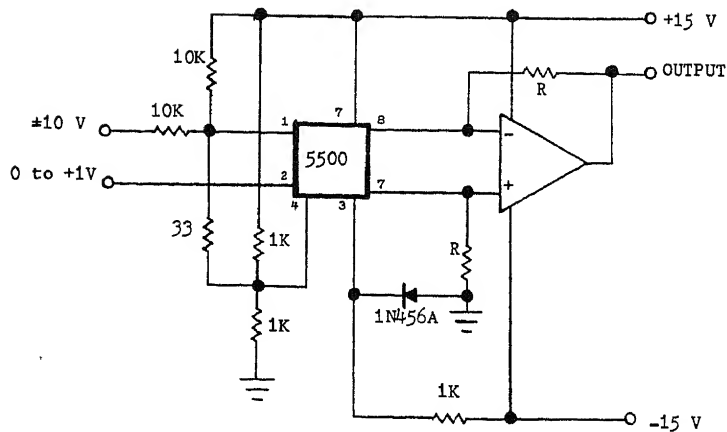 +15 V
10K
1K
7
OUTPUT
R
10K
±10 V
1
8
−
5500
0 to +1V
2
7
+
4
3
33
1K
R
1N456A
1K
1K
-15 V